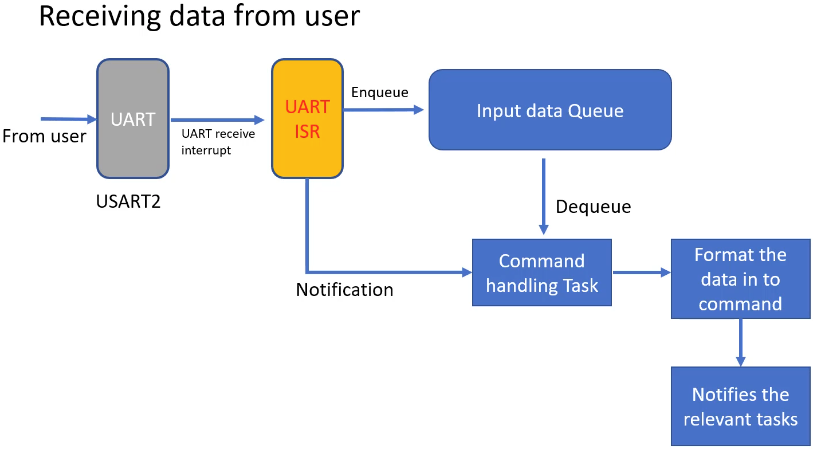 Receiving data from user
UART
UART
ISR
Enqueue
Input data Queue
From user
UART receive
interrupt
USART2
Dequeue
Notification
Command
handling Task
Format the
data in to
command
Notifies the
relevant tasks